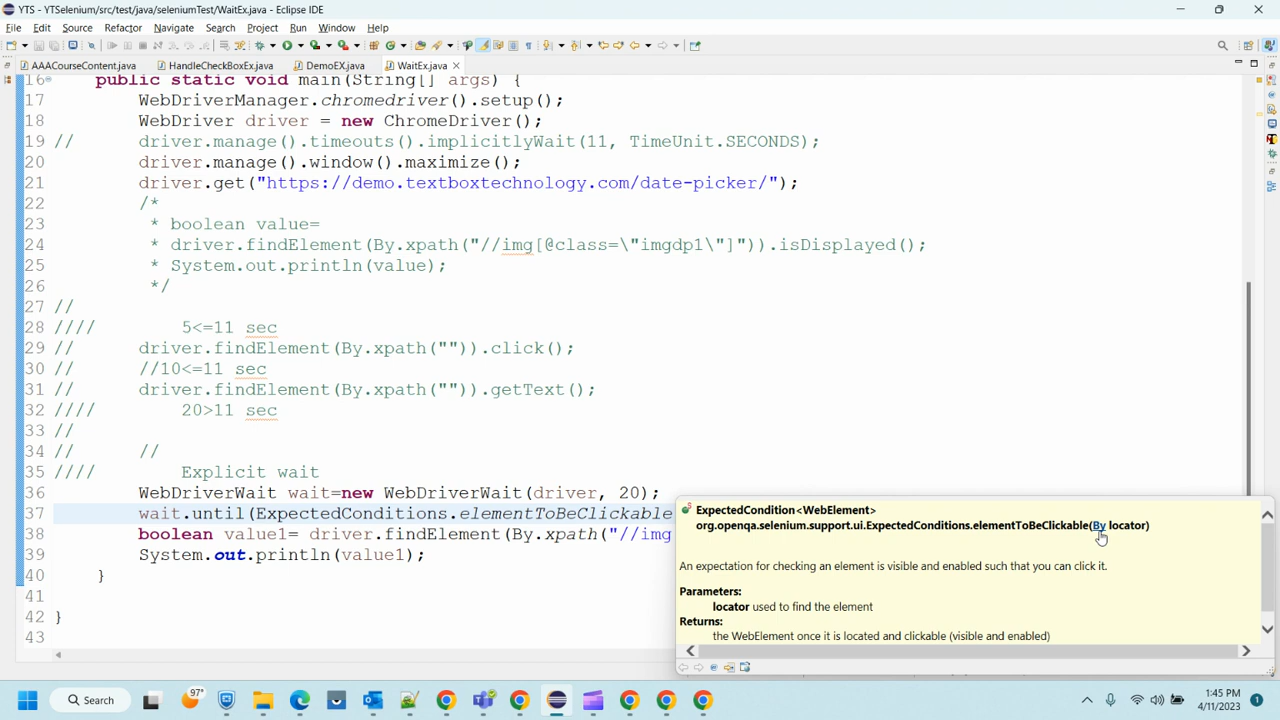 YTS - YTSelenium/src/test/java/seleniumTest/WaitEx.java - Eclipse IDE
File Edit Source Refactor Navigate Search Project Run Window Help
AAACourseContent.java HandleCheckBoxEx.java DemoEX.java WaitEx.java
16 public static void main(String[] args) {
17 WebDriverManager.chromedriver().setup();
18 WebDriver driver = new ChromeDriver();
19 // driver.manage().timeouts().implicitlyWait(11, TimeUnit.SECONDS);
20 driver.manage().window().maximize();
21 driver.get("https://demo.textboxtechnology.com/date-picker/");
22 /*
23 * boolean value=
24 * driver.findElement(By.xpath("//img[@class=\"imgdp1\"]")).isDisplayed();
25 * System.out.println(value);
26 */
27 //
28 //// 5<=11 sec
29 // driver.findElement(By.xpath("")).click();
30 // //10<=11 sec
31 // driver.findElement(By.xpath("")).getText();
32 //// 20>11 sec
33 //
34 // //
35 //// Explicit wait
36 WebDriverWait wait=new WebDriverWait(driver, 20);
37 wait.until(ExpectedConditions.elementToBeClickable
38 boolean value1= driver.findElement(By.xpath("//img
39 System.out.println(value1);
40 }
41
42 }
43
ExpectedCondition<WebElement>
org.openqa.selenium.support.ui.ExpectedConditions.elementToBeClickable(By locator)
An expectation for checking an element is visible and enabled such that you can click it.
Parameters:
locator used to find the element
Returns:
the WebElement once it is located and clickable (visible and enabled)
Search
97°
1:45 PM
4/11/2023
1